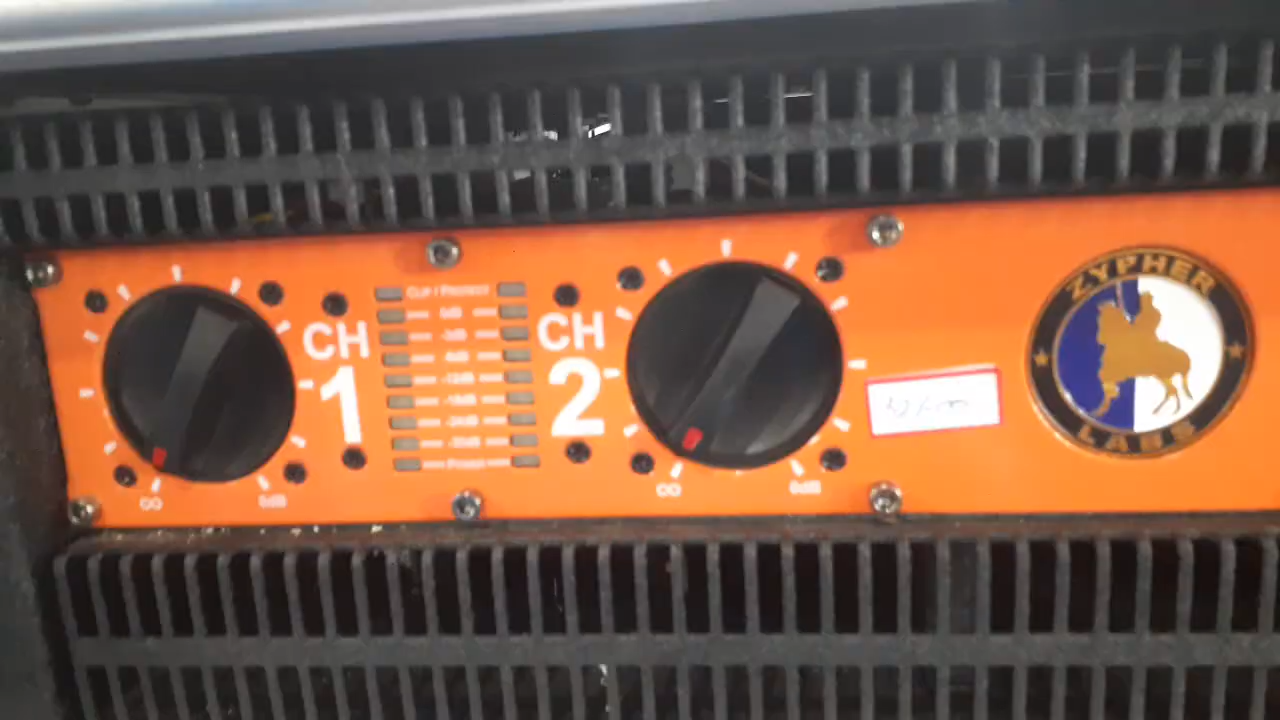 CH
1
CLIP / PROTECT
0dB
-3dB
-6dB
-12dB
-18dB
-24dB
-30dB
POWER
CH
2
∞
0dB
∞
0dB
ZYPHER
LABS